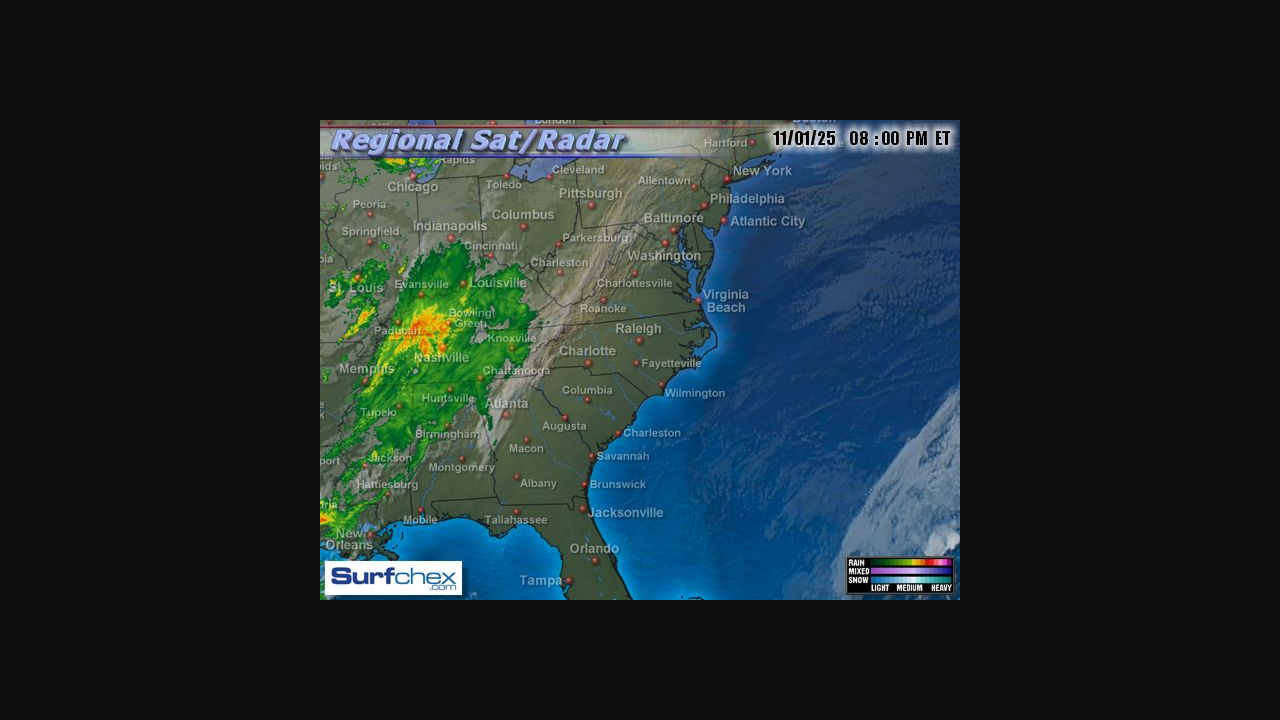 London
Boston
Regional Sat/Radar
11/01/25 08:00 PM ET
Hartford
Rapids
Cleveland
New York
Chicago
Toledo
Allentown
Pittsburgh
Philadelphia
Peoria
Columbus
Baltimore
Atlantic City
Springfield
Indianapolis
Cincinnati
Parkersburg
Washington
Charleston
St. Louis
Evansville
Louisville
Charlottesville
Virginia
Beach
Roanoke
Bowling
Green
Paducah
Raleigh
Knoxville
Nashville
Charlotte
Fayetteville
Memphis
Chattanooga
Huntsville
Columbia
Wilmington
Atlanta
Tupelo
Augusta
Birmingham
Charleston
Macon
Jackson
Savannah
Montgomery
Hattiesburg
Albany
Brunswick
Mobile
Tallahassee
Jacksonville
New
Orleans
Orlando
Tampa
Surfchex
.com
RAIN
MIXED
SNOW
LIGHT MEDIUM HEAVY